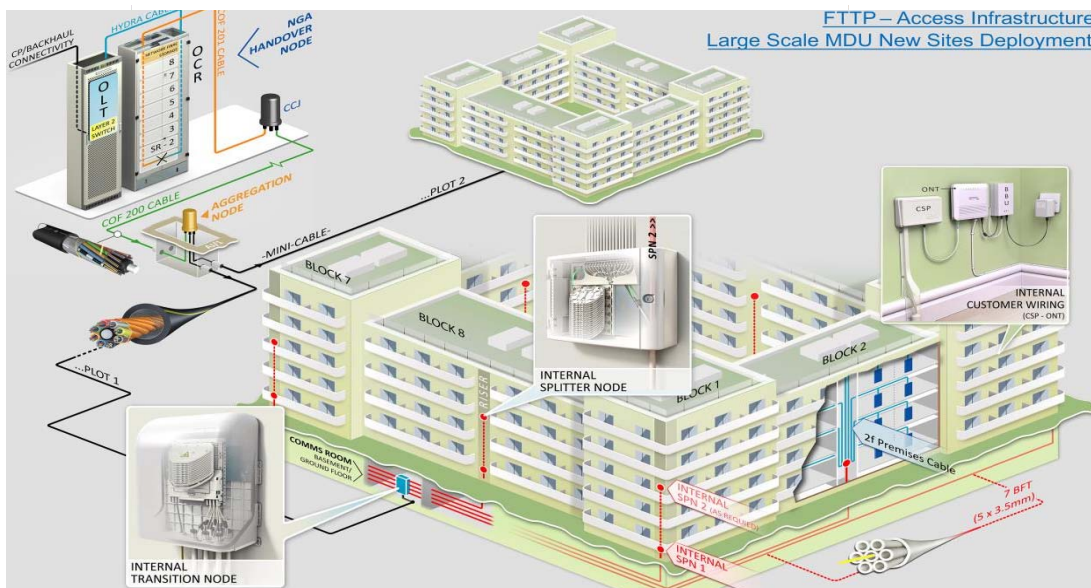 FTTP – Access Infrastructure
Large Scale MDU New Sites Deployment
HYDRA CABLE
CP/BACKHAUL
CONNECTIVITY
COF 201 CABLE
NGA
HANDOVER
NODE
OCR
8
7
6
5
4
3
SR - 2
OLT
LAYER 2
SWITCH
CCJ
COF 200 CABLE
AGGREGATION
NODE
-MINI-CABLE-
...PLOT 2
...PLOT 1
BLOCK 7
BLOCK 8
BLOCK 1
BLOCK 2
RISER
SPN 2 >>
INTERNAL
SPLITTER NODE
ONT
CSP
BBU
INTERNAL
CUSTOMER WIRING
(CSP - ONT)
COMMS ROOM
BASEMENT/
GROUND FLOOR
INTERNAL
TRANSITION NODE
2f Premises Cable
INTERNAL
SPN 2 (AS REQUIRED)
INTERNAL
SPN 1
7 BFT
(5 x 3.5mm)